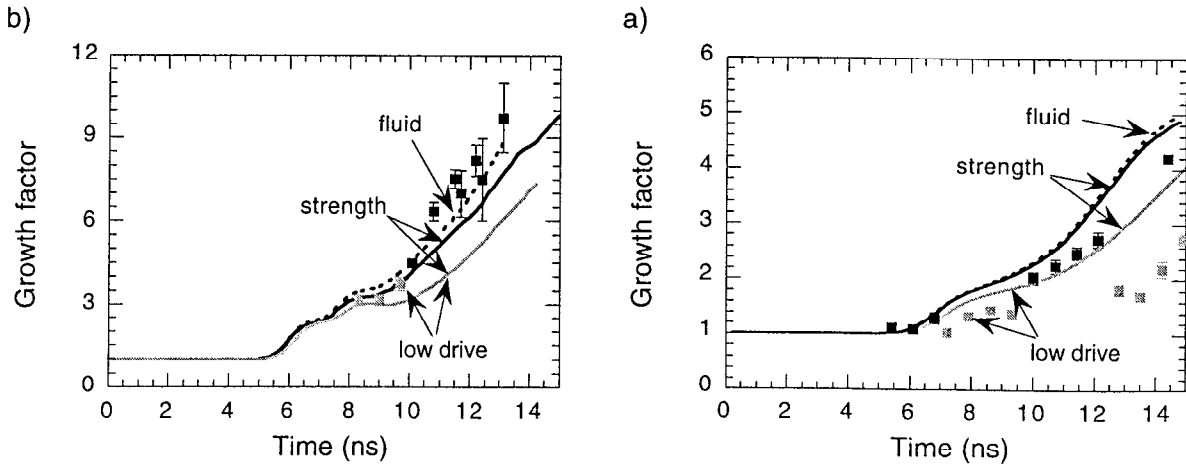 b)
12
9
6
3
0
Growth factor
fluid
strength
low drive
0 2 4 6 8 10 12 14
Time (ns)
a)
6
5
4
3
2
1
0
Growth factor
fluid
strength
low drive
0 2 4 6 8 10 12 14
Time (ns)